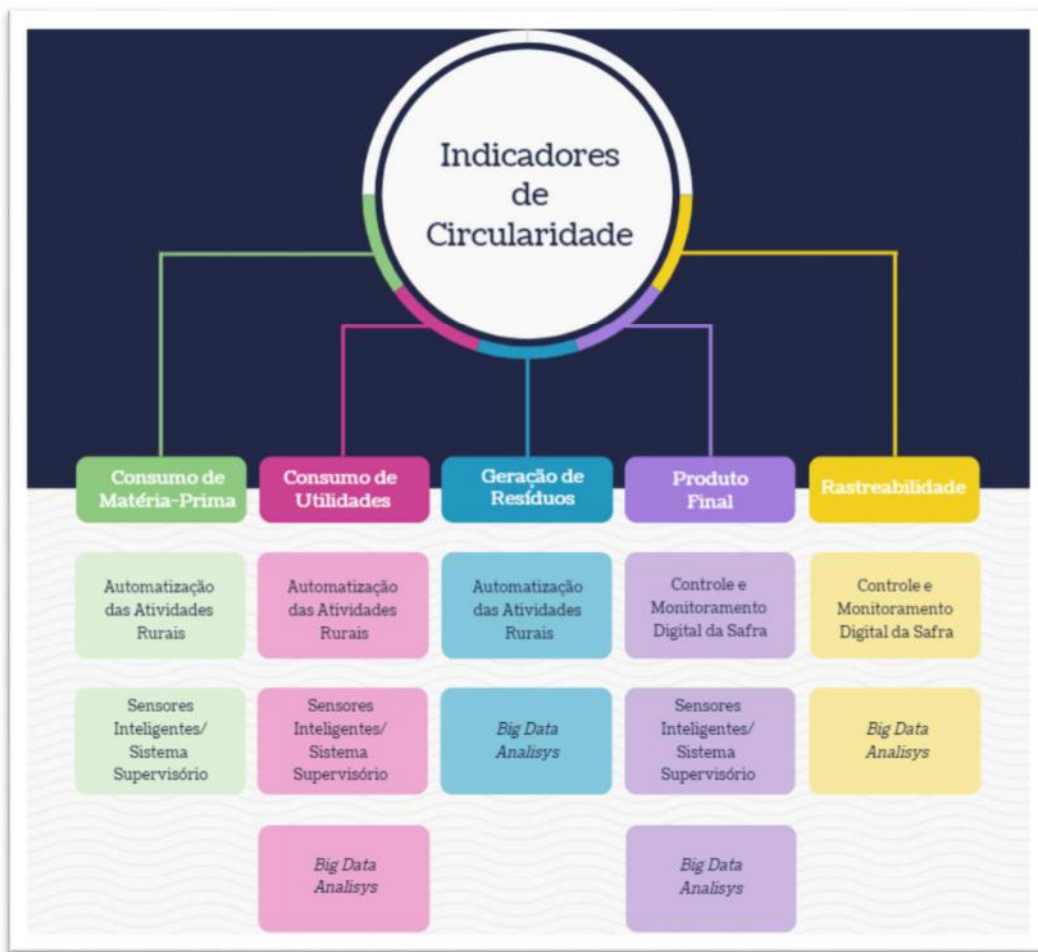 Indicadores
de
Circularidade
Consumo de
Matéria-Prima
Consumo de
Utilidades
Geração de
Resíduos
Produto
Final
Rastreabilidade
Automatização
das Atividades
Rurais
Automatização
das Atividades
Rurais
Automatização
das Atividades
Rurais
Controle e
Monitoramento
Digital da Safra
Controle e
Monitoramento
Digital da Safra
Sensores
Inteligentes/
Sistema
Supervisório
Sensores
Inteligentes/
Sistema
Supervisório
Big Data
Analisys
Sensores
Inteligentes/
Sistema
Supervisório
Big Data
Analisys
Big Data
Analisys
Big Data
Analisys